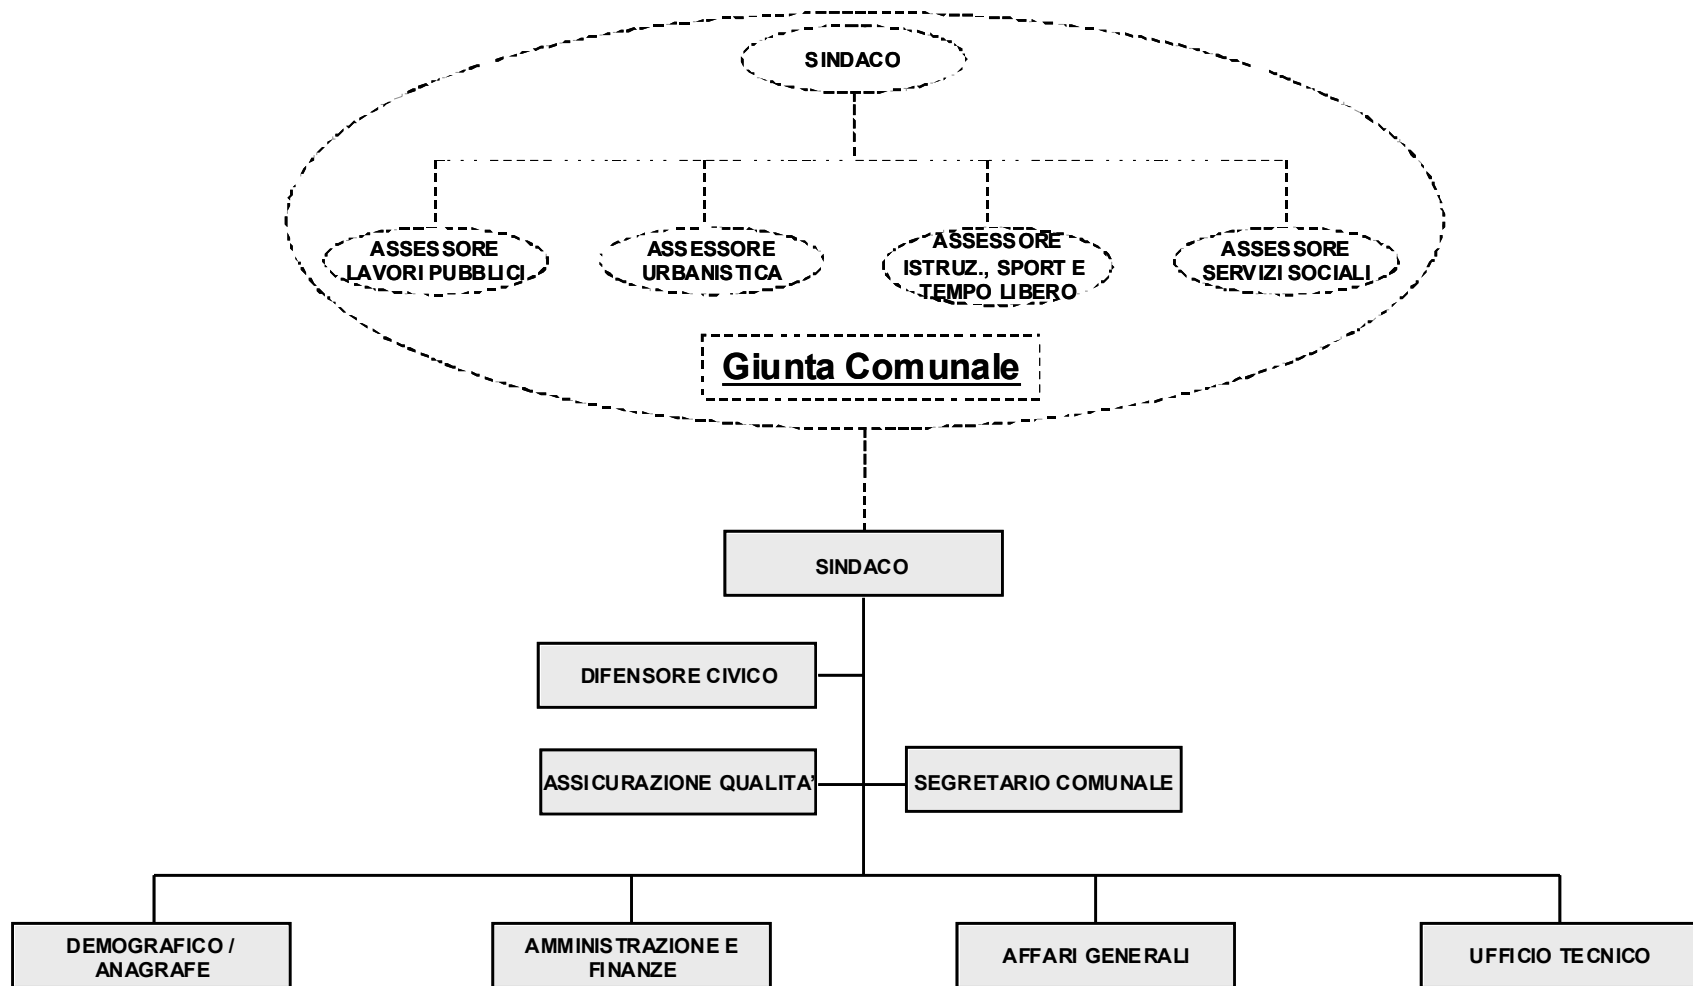 SINDACO
ASSESSORE
LAVORI PUBBLICI
ASSESSORE
URBANISTICA
ASSESSORE
ISTRUZ., SPORT E
TEMPO LIBERO
ASSESSORE
SERVIZI SOCIALI
Giunta Comunale
SINDACO
DIFENSORE CIVICO
ASSICURAZIONE QUALITA'
SEGRETARIO COMUNALE
DEMOGRAFICO /
ANAGRAFE
AMMINISTRAZIONE E
FINANZE
AFFARI GENERALI
UFFICIO TECNICO